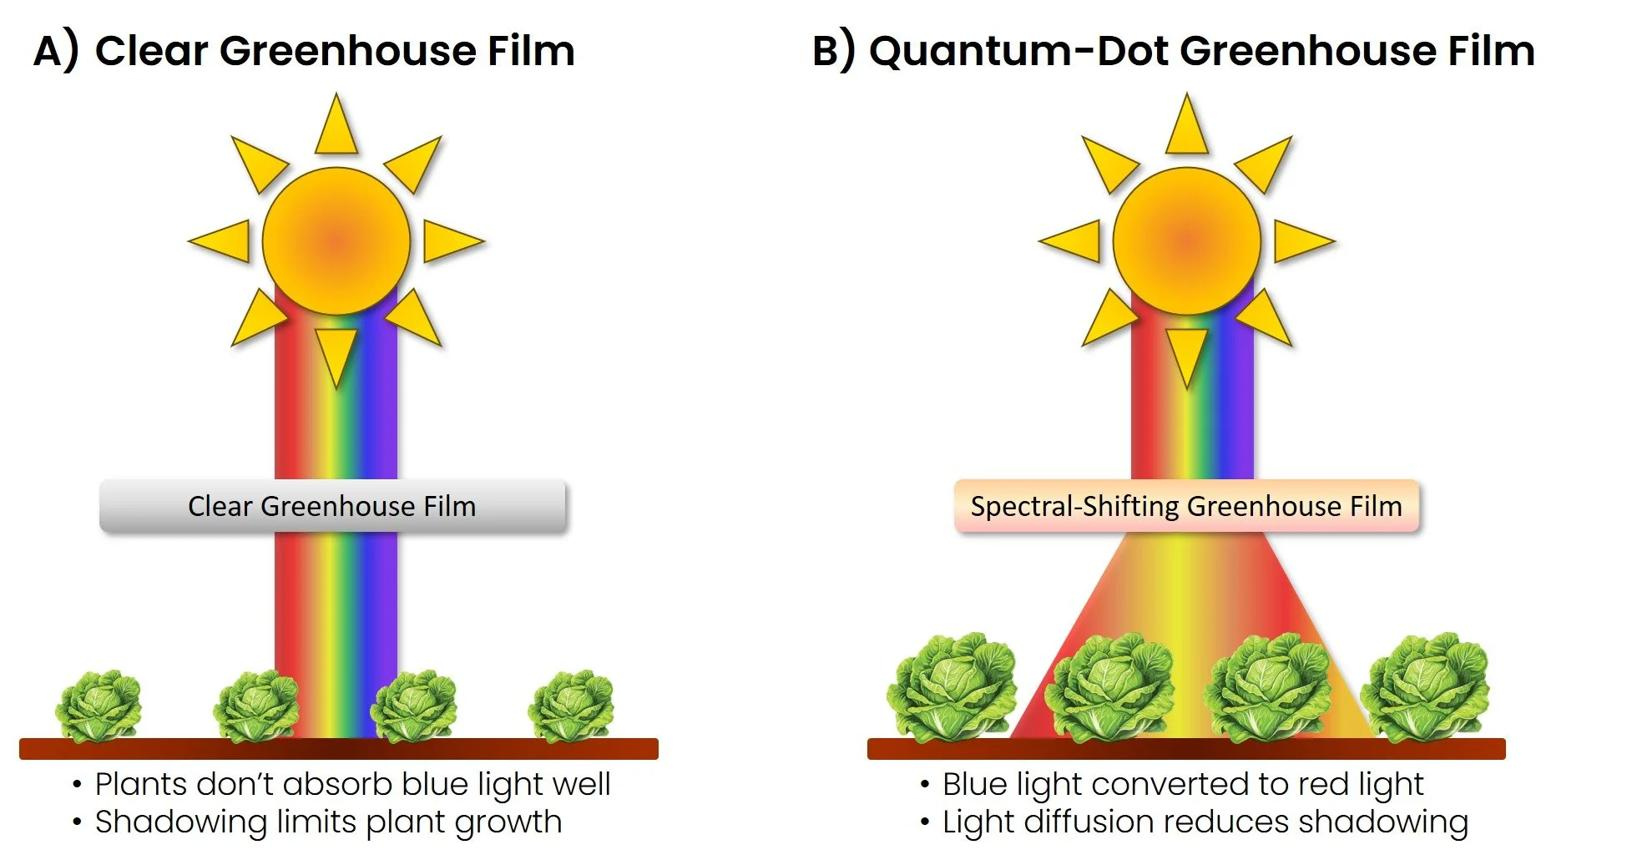 A) Clear Greenhouse Film
B) Quantum-Dot Greenhouse Film
Clear Greenhouse Film
Spectral-Shifting Greenhouse Film
• Plants don’t absorb blue light well
• Shadowing limits plant growth
• Blue light converted to red light
• Light diffusion reduces shadowing